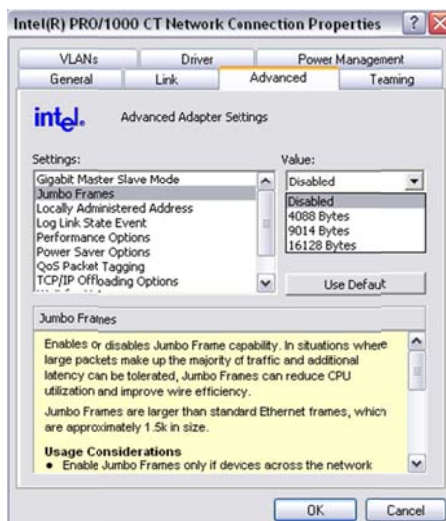 Intel(R) PRO/1000 CT Network Connection Properties
VLANs Driver Power Management
General Link Advanced Teaming
intel. Advanced Adapter Settings
Settings: Value:
Gigabit Master Slave Mode
Jumbo Frames
Locally Administered Address
Log Link State Event
Performance Options
Power Saver Options
QoS Packet Tagging
TCP/IP Offloading Options
Disabled
Disabled
4088 Bytes
9014 Bytes
16128 Bytes
Use Default
Jumbo Frames
Enables or disables Jumbo Frame capability. In situations where
large packets make up the majority of traffic and additional
latency can be tolerated, Jumbo Frames can reduce CPU
utilization and improve wire efficiency.
Jumbo Frames are larger than standard Ethernet frames, which
are approximately 1.5k in size.
Usage Considerations
• Enable Jumbo Frames only if devices across the network
OK Cancel